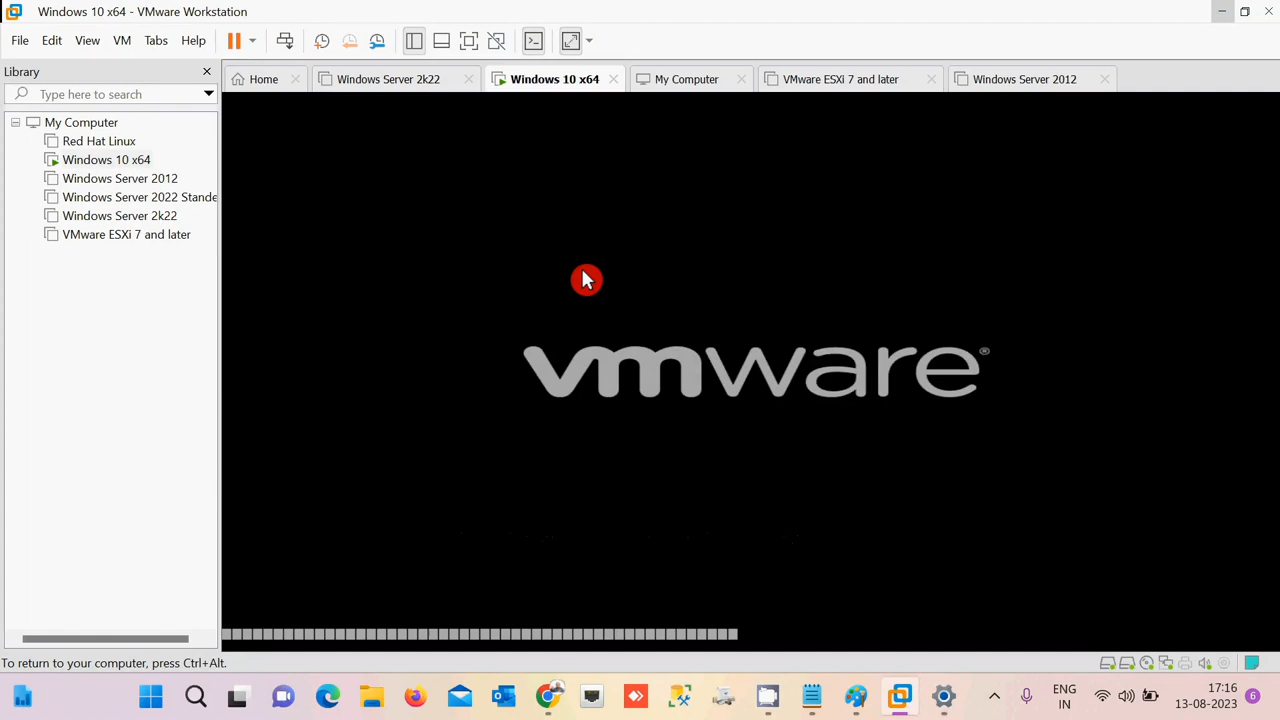 Windows 10 x64 - VMware Workstation
File Edit View VM Tabs Help
Library
Home
Windows Server 2k22
Windows 10 x64
My Computer
VMware ESXi 7 and later
Windows Server 2012
Type here to search
My Computer
Red Hat Linux
Windows 10 x64
Windows Server 2012
Windows Server 2022 Stande
Windows Server 2k22
VMware ESXi 7 and later
vmware®
To return to your computer, press Ctrl+Alt.
ENG
IN
17:16
13-08-2023
6